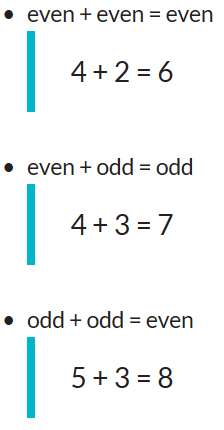 • even + even = even
4 + 2 = 6
• even + odd = odd
4 + 3 = 7
• odd + odd = even
5 + 3 = 8